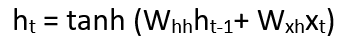 hₜ = tanh (Wₕₕhₜ₋₁+ Wₓₕxₜ)